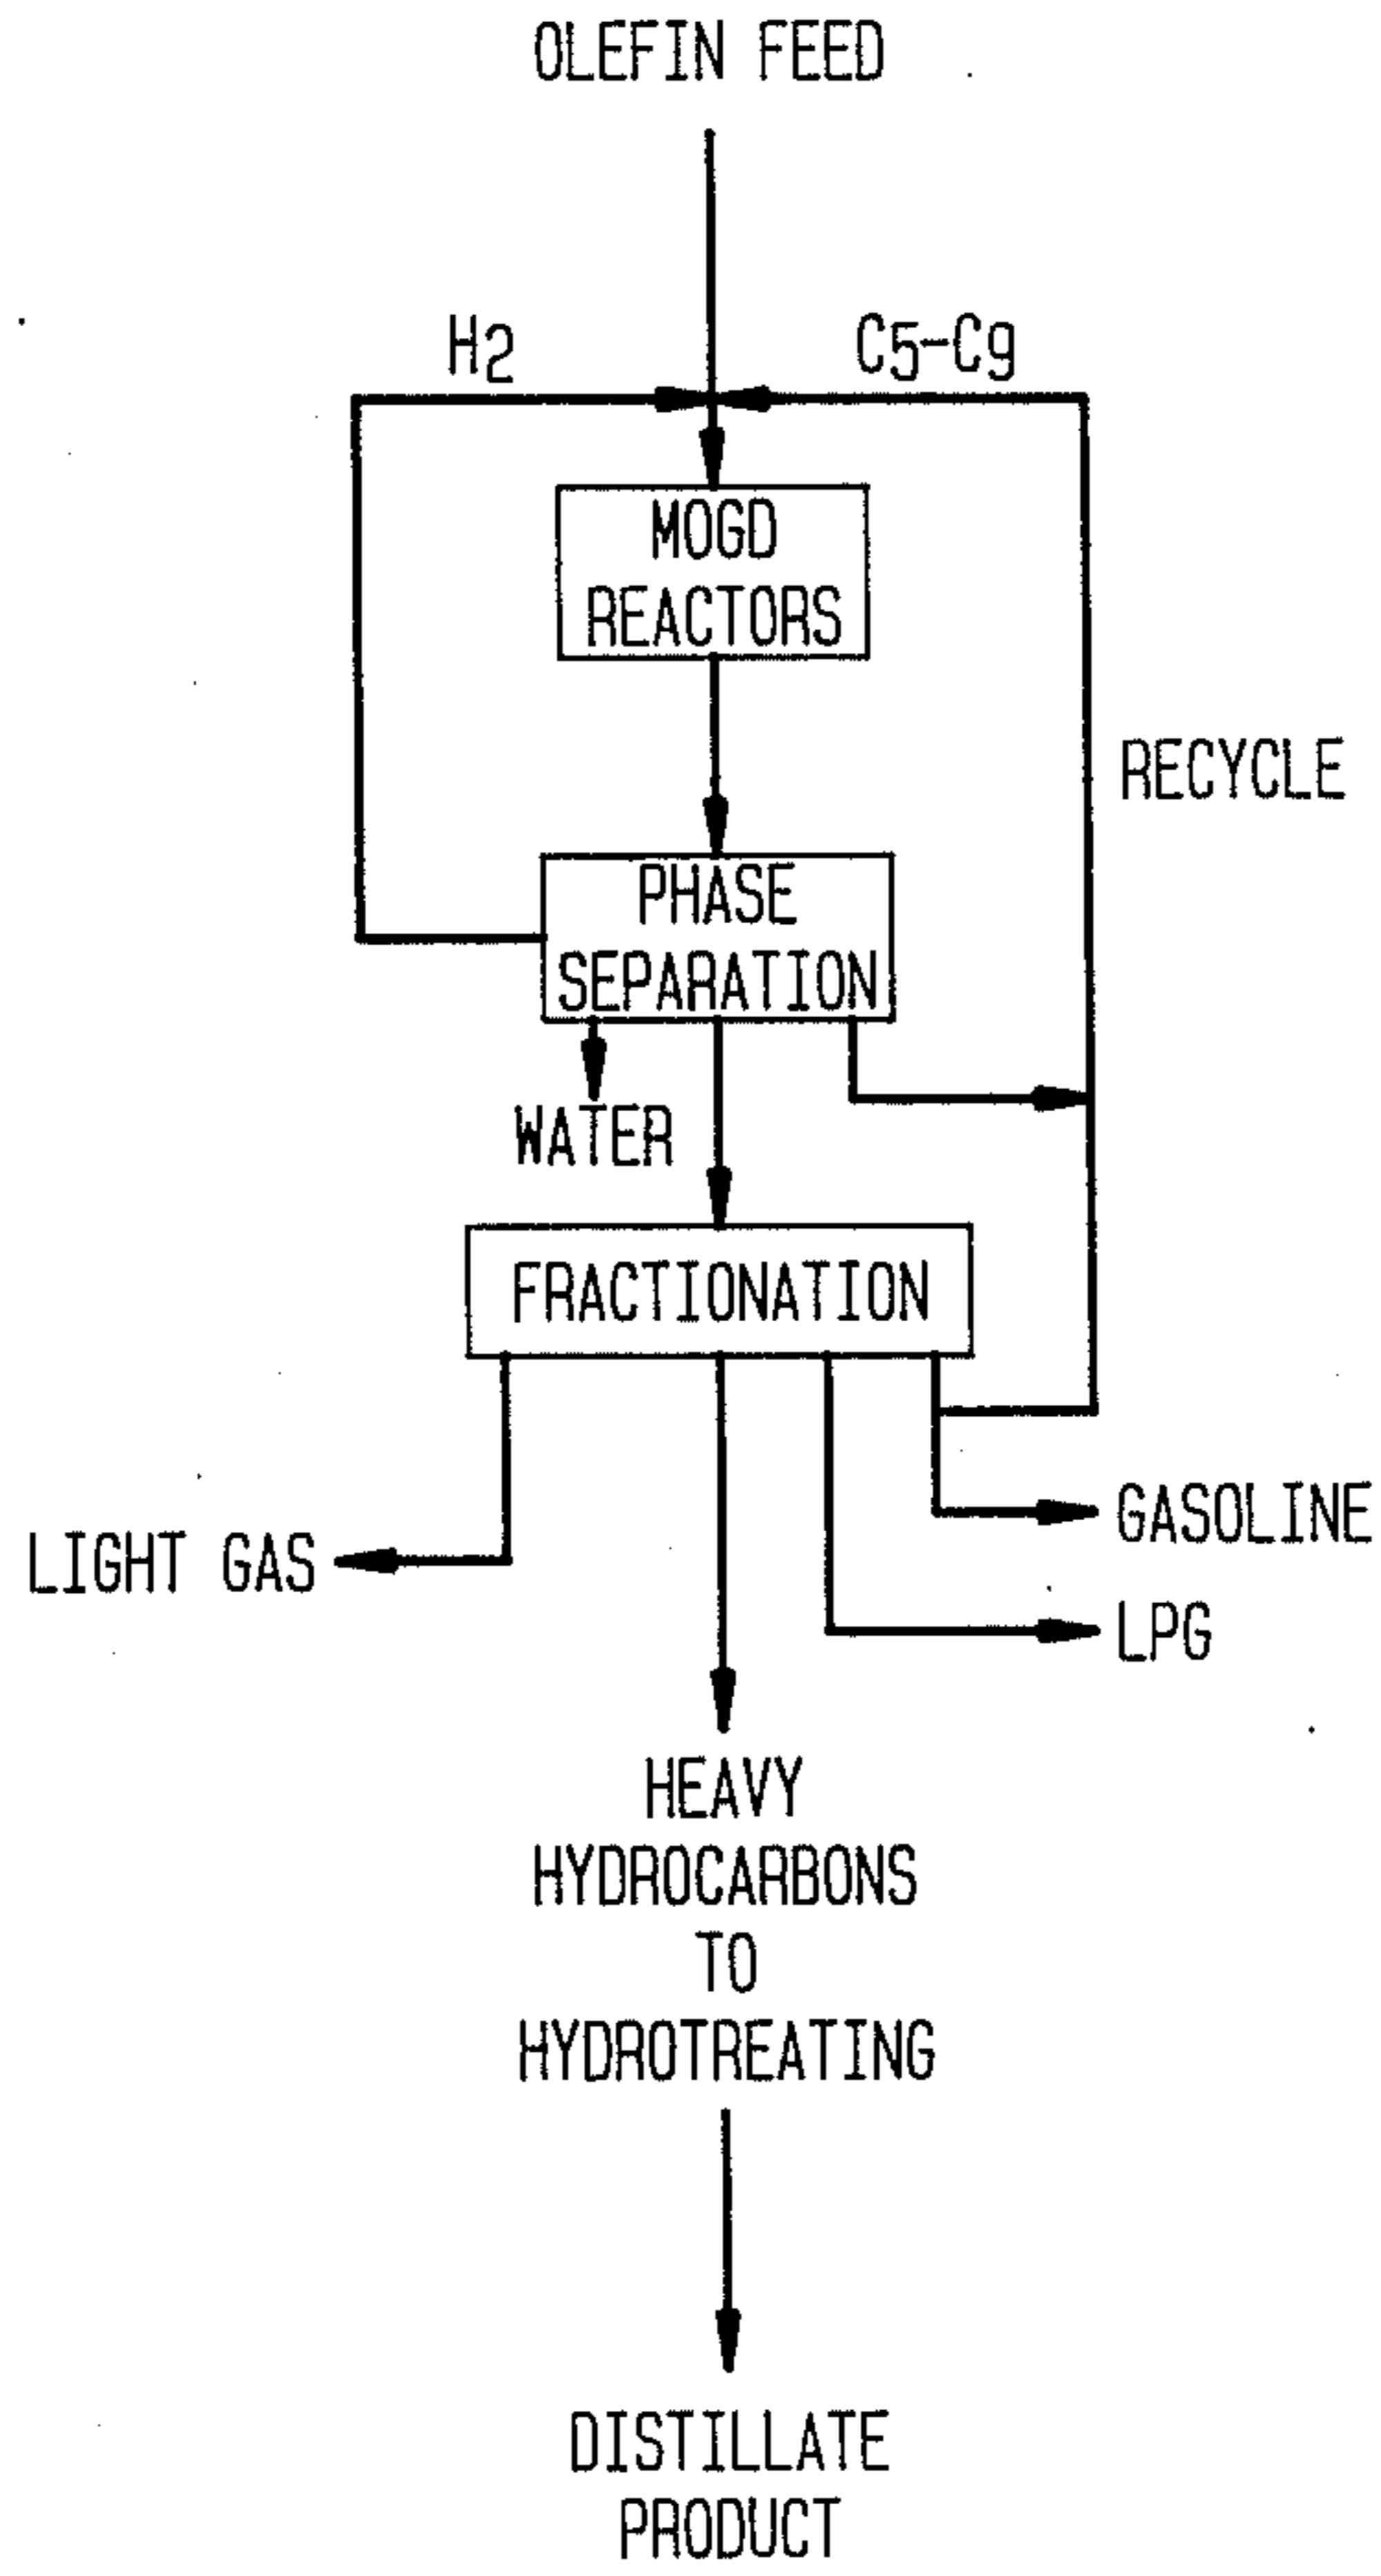 OLEFIN FEED
H2
C5-C9
MOGD
REACTORS
RECYCLE
PHASE
SEPARATION
WATER
FRACTIONATION
GASOLINE
LIGHT GAS
LPG
HEAVY
HYDROCARBONS
TO
HYDROTREATING
DISTILLATE
PRODUCT